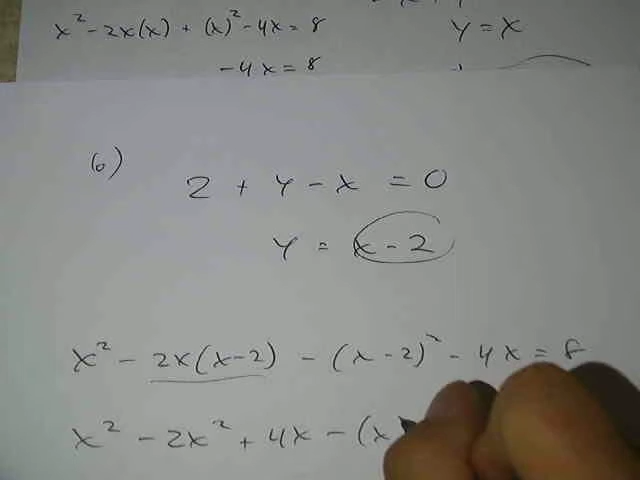 x² - 2x(x) + (x)² - 4x = 8
y = x
- 4x = 8
(6)
2 + y - x = 0
y = x - 2
x² - 2x(x-2) - (x-2)² - 4x = 8
x² - 2x² + 4x - (x